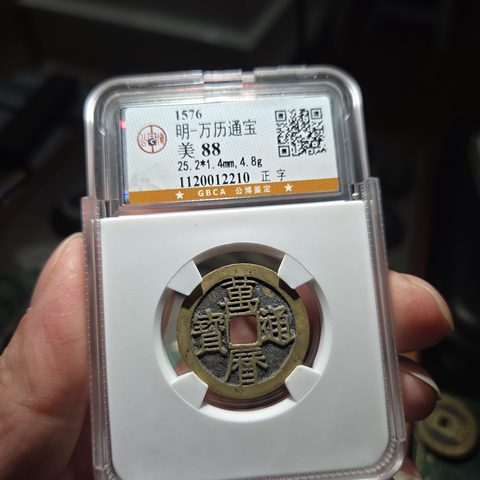 1576
明-万历通宝
美 88
25.2*1.4mm,4.8g
1120012210 正字
★ GBCA 公博鉴定 ★
萬
寶 通
曆